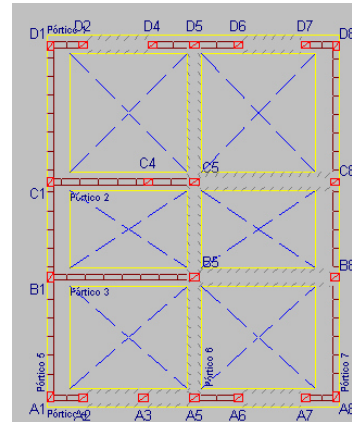 D1 Pórtico D2 D4 D5 D6 D7 D8
C4 C5 C8
C1 Pórtico 2
B5 B8
B1 Pórtico 3
Pórtico 5 Pórtico 6 Pórtico 7
A1 Pórtico A2 A3 A5 A6 A7 A8